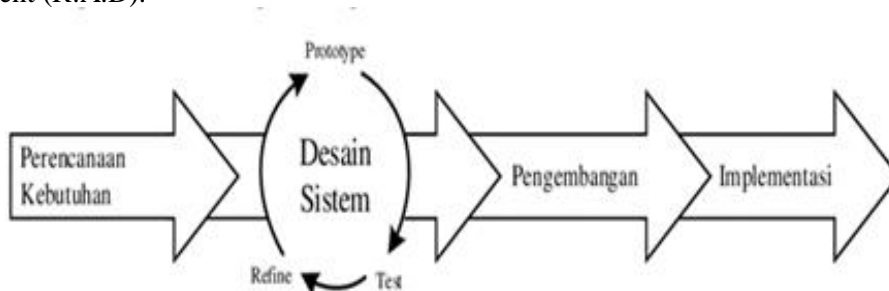 (R.A.D).
Prototype
Perencanaan
Kebutuhan
Desain
Sistem
Pengembangan
Implementasi
Refine
Test